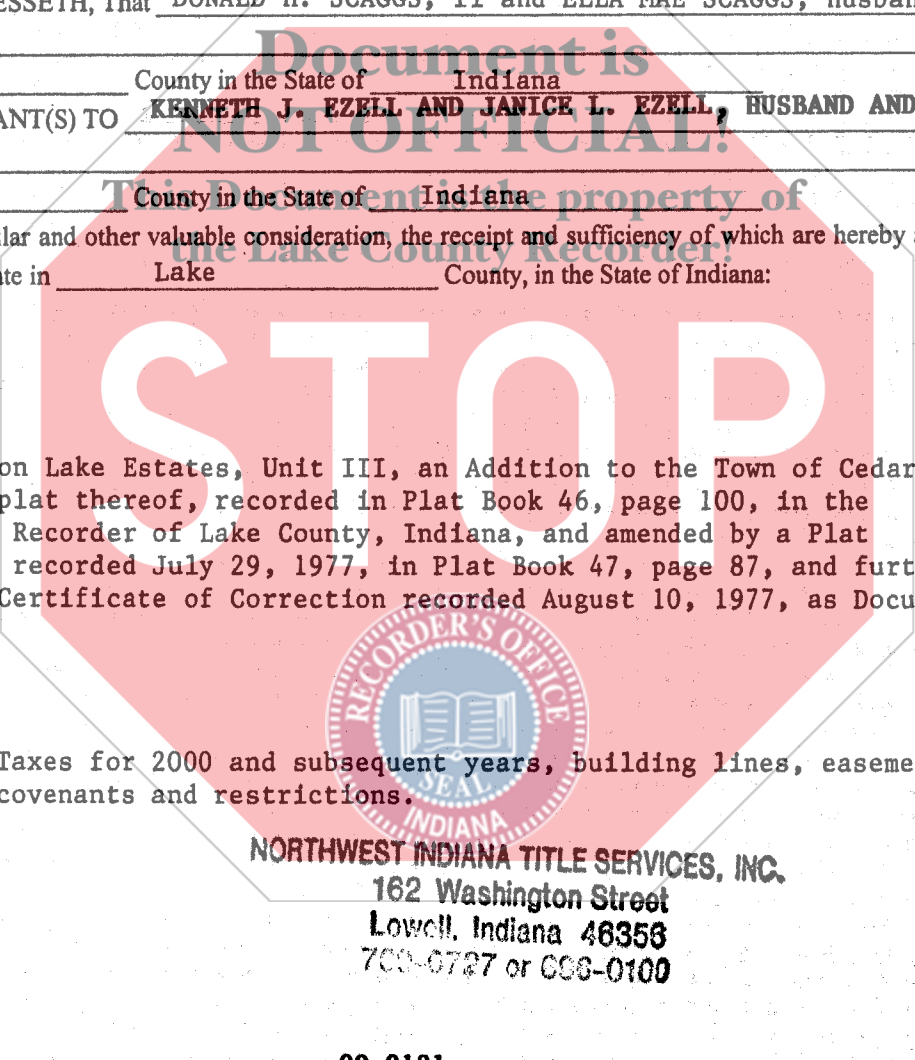 ESSETH, That DONALD H. SCAGGS, II and ELLA MAE SCAGGS, husban
Document is
County in the State of Indiana
ANT(S) TO KENNETH J. EZELL AND JANICE L. EZELL, HUSBAND AND
NOT OFFICIAL!
This Document is the property of
County in the State of Indiana
lar and other valuable consideration, the receipt and sufficiency of which are hereby
the Lake County Recorder!
te in Lake County, in the State of Indiana:
STOP
on Lake Estates, Unit III, an Addition to the Town of Cedar
plat thereof, recorded in Plat Book 46, page 100, in the
Recorder of Lake County, Indiana, and amended by a Plat
recorded July 29, 1977, in Plat Book 47, page 87, and furt
Certificate of Correction recorded August 10, 1977, as Docu
RECORDER'S OFFICE
SEAL
INDIANA
Taxes for 2000 and subsequent years, building lines, easeme
covenants and restrictions.
NORTHWEST INDIANA TITLE SERVICES, INC.
162 Washington Street
Lowell, Indiana 46356
or 696-0100